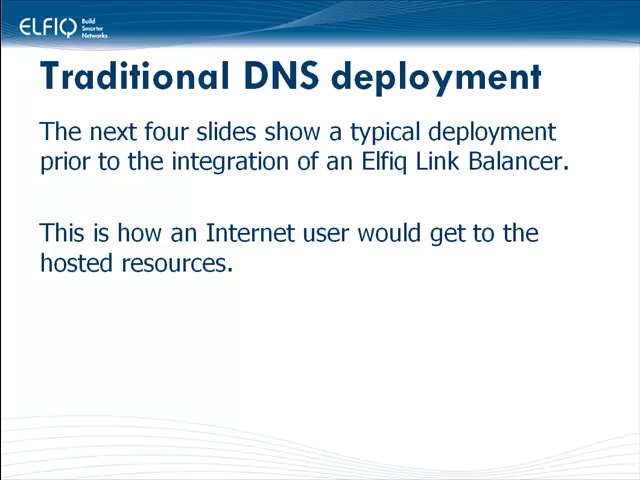 ELFIQ
Build
Smarter
Networks
Traditional DNS deployment
The next four slides show a typical deployment
prior to the integration of an Elfiq Link Balancer.
This is how an Internet user would get to the
hosted resources.